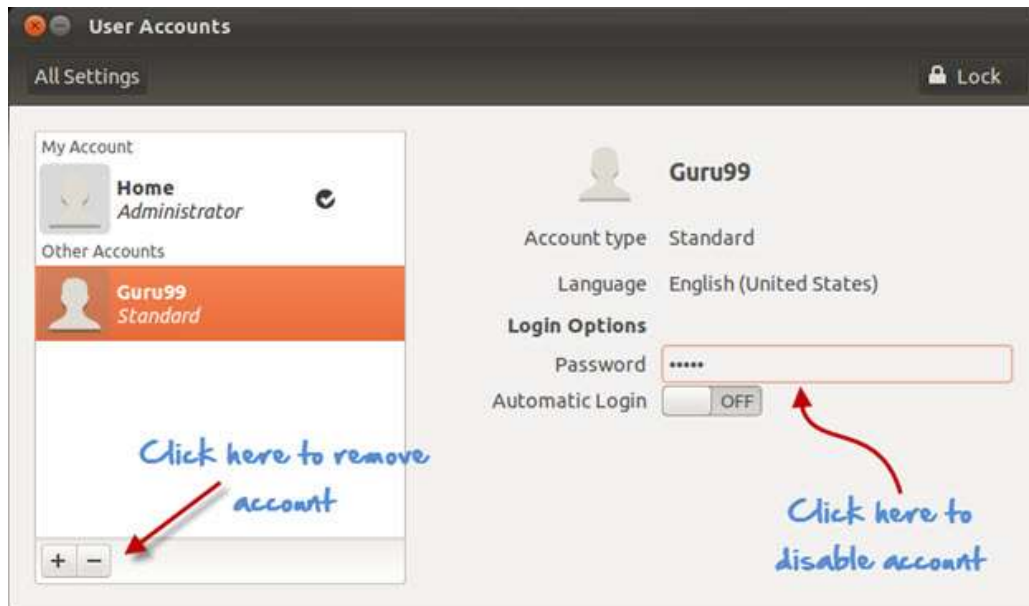 User Accounts
All Settings
Lock
My Account
Home
Administrator
Other Accounts
Guru99
Standard
Guru99
Account type Standard
Language English (United States)
Login Options
Password •••••
Automatic Login OFF
Click here to remove
account
Click here to
disable account
+ −